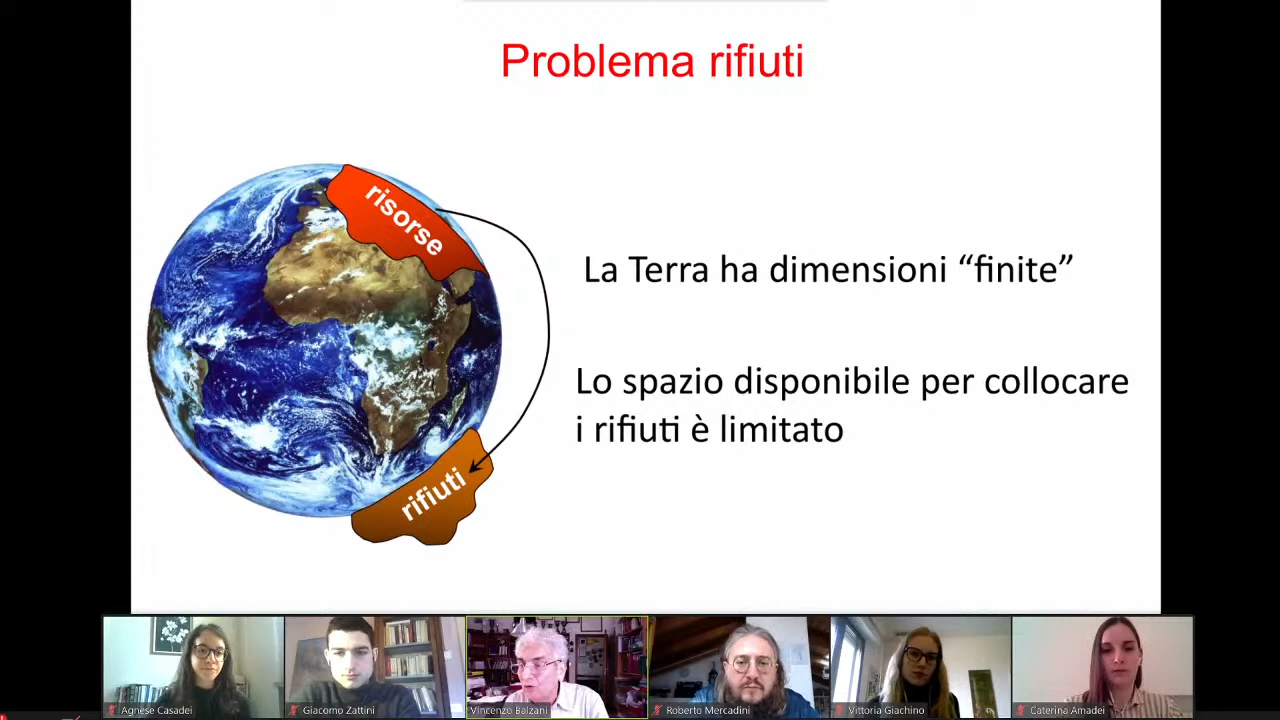 Problema rifiuti
risorse
La Terra ha dimensioni “finite”
Lo spazio disponibile per collocare
i rifiuti è limitato
rifiuti
Agnese Casadei
Giacomo Zattini
Vincenzo Balzani
Roberto Mercadini
Vittoria Giachino
Caterina Amadei